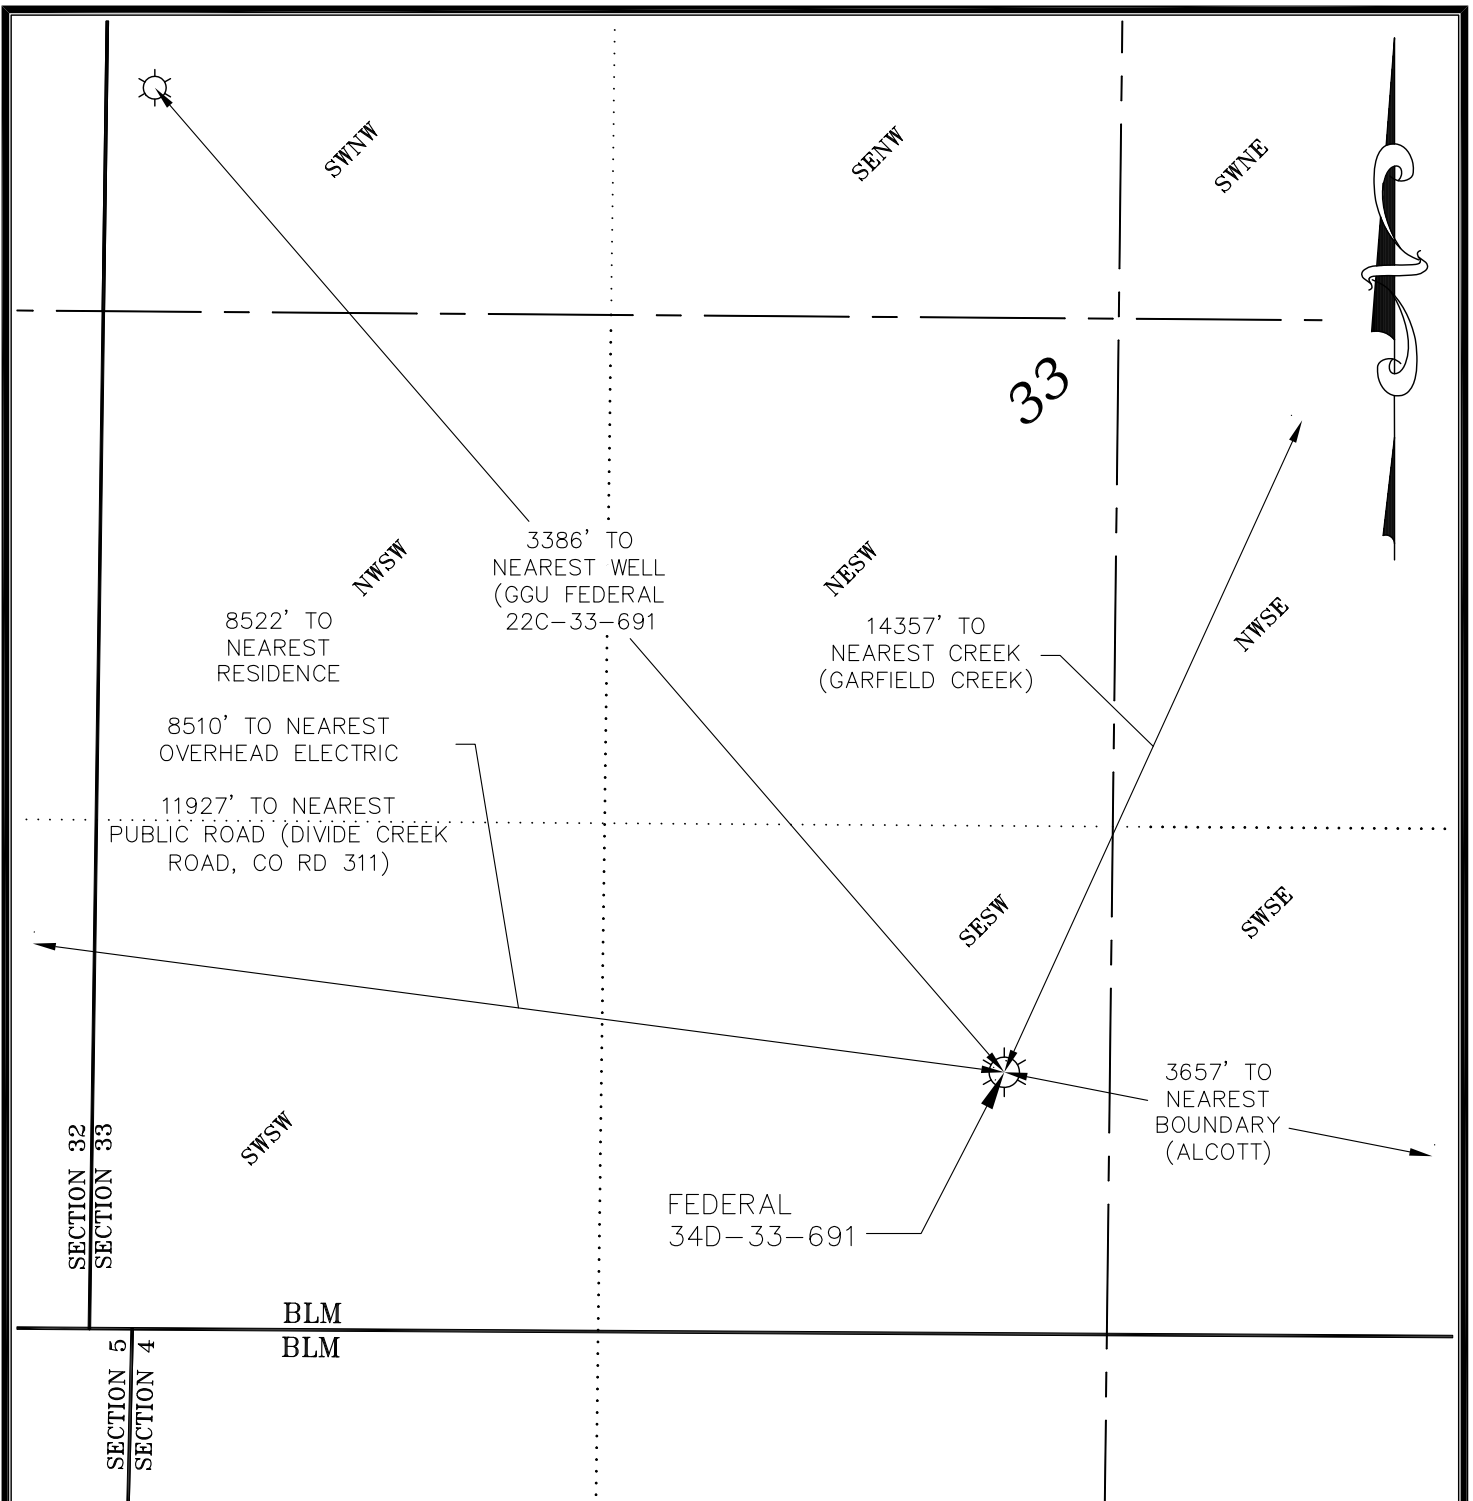 SWNW
SENW
SWNE
33
3386' TO
NEAREST WELL
(GGU FEDERAL
22C-33-691
NWSW
NESW
NWSE
8522' TO
NEAREST
RESIDENCE
8510' TO NEAREST
OVERHEAD ELECTRIC
11927' TO NEAREST
PUBLIC ROAD (DIVIDE CREEK
ROAD, CO RD 311)
14357' TO
NEAREST CREEK
(GARFIELD CREEK)
SESW
SWSE
3657' TO
NEAREST
BOUNDARY
(ALCOTT)
SWSW
FEDERAL
34D-33-691
SECTION 32
SECTION 33
BLM
BLM
SECTION 5
SECTION 4